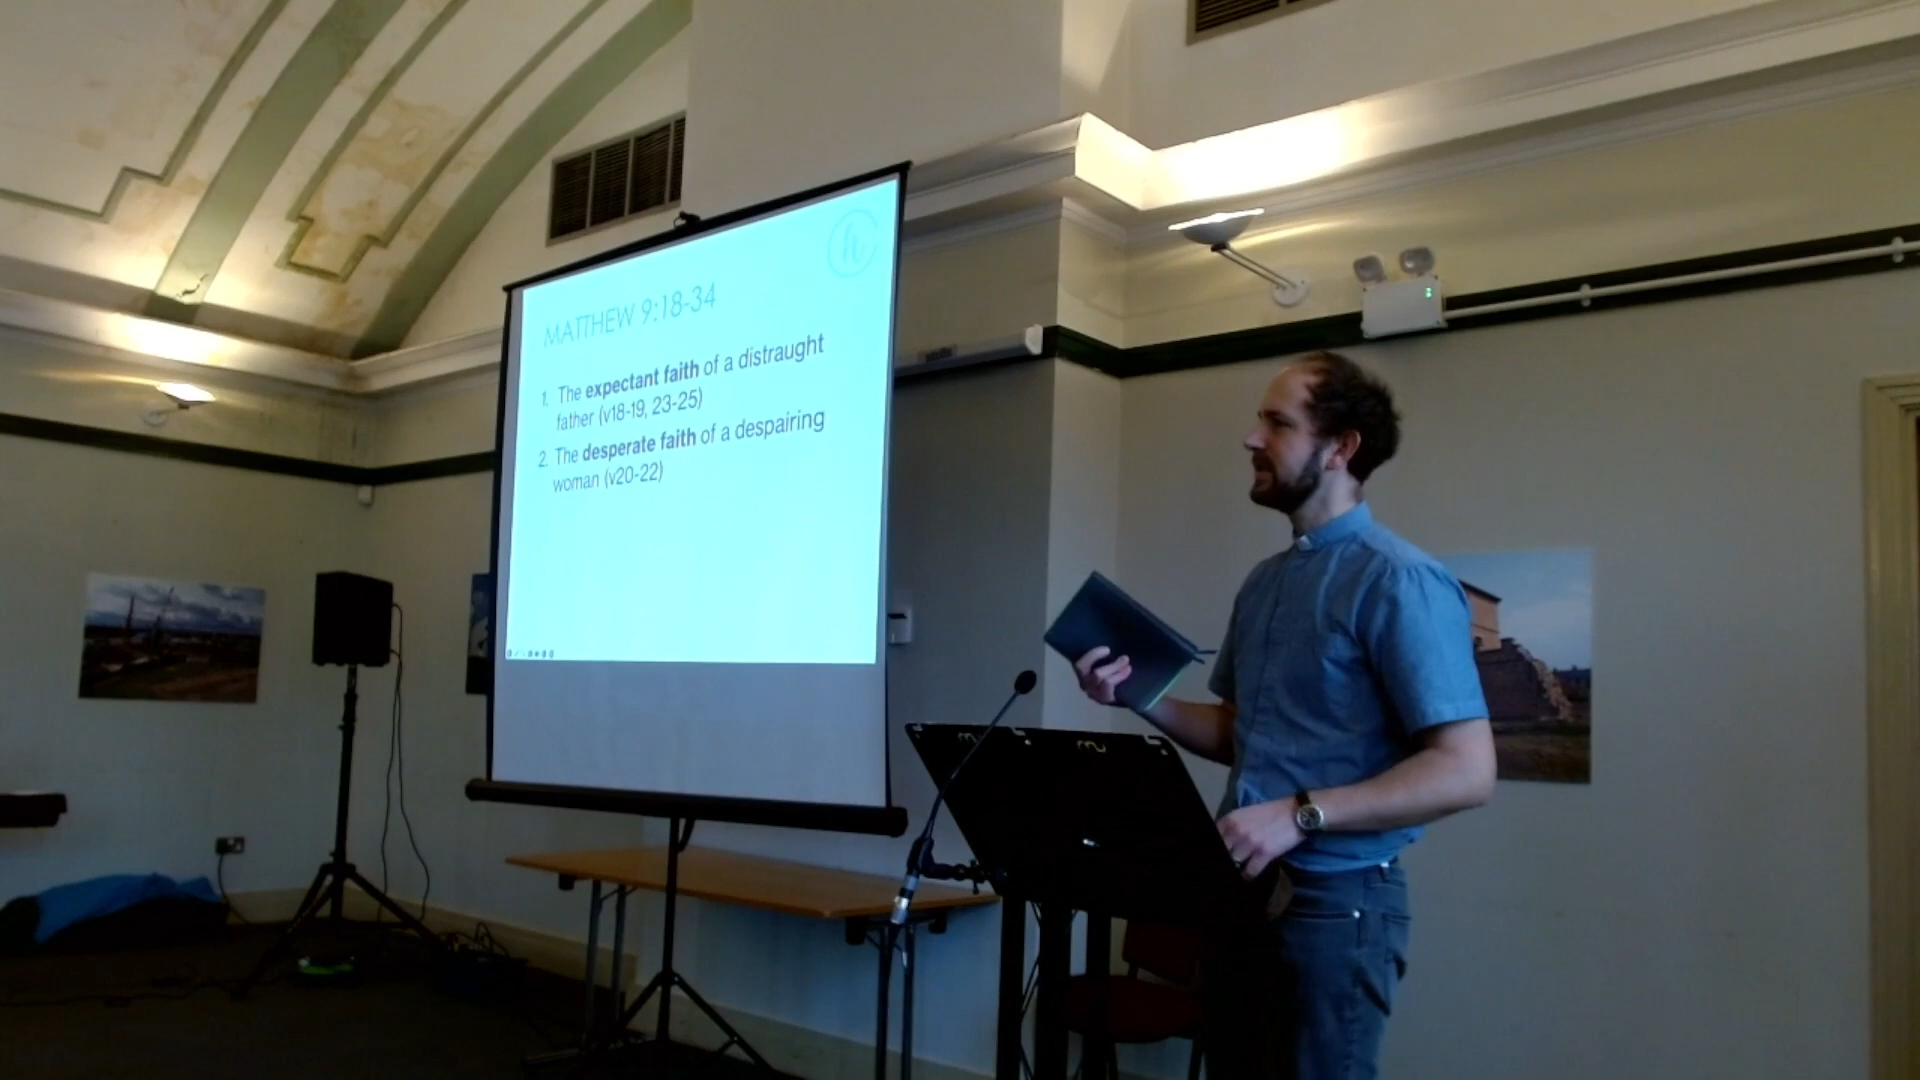 MATTHEW 9:18-34
1. The expectant faith of a distraught
father (v18-19, 23-25)
2. The desperate faith of a despairing
woman (v20-22)